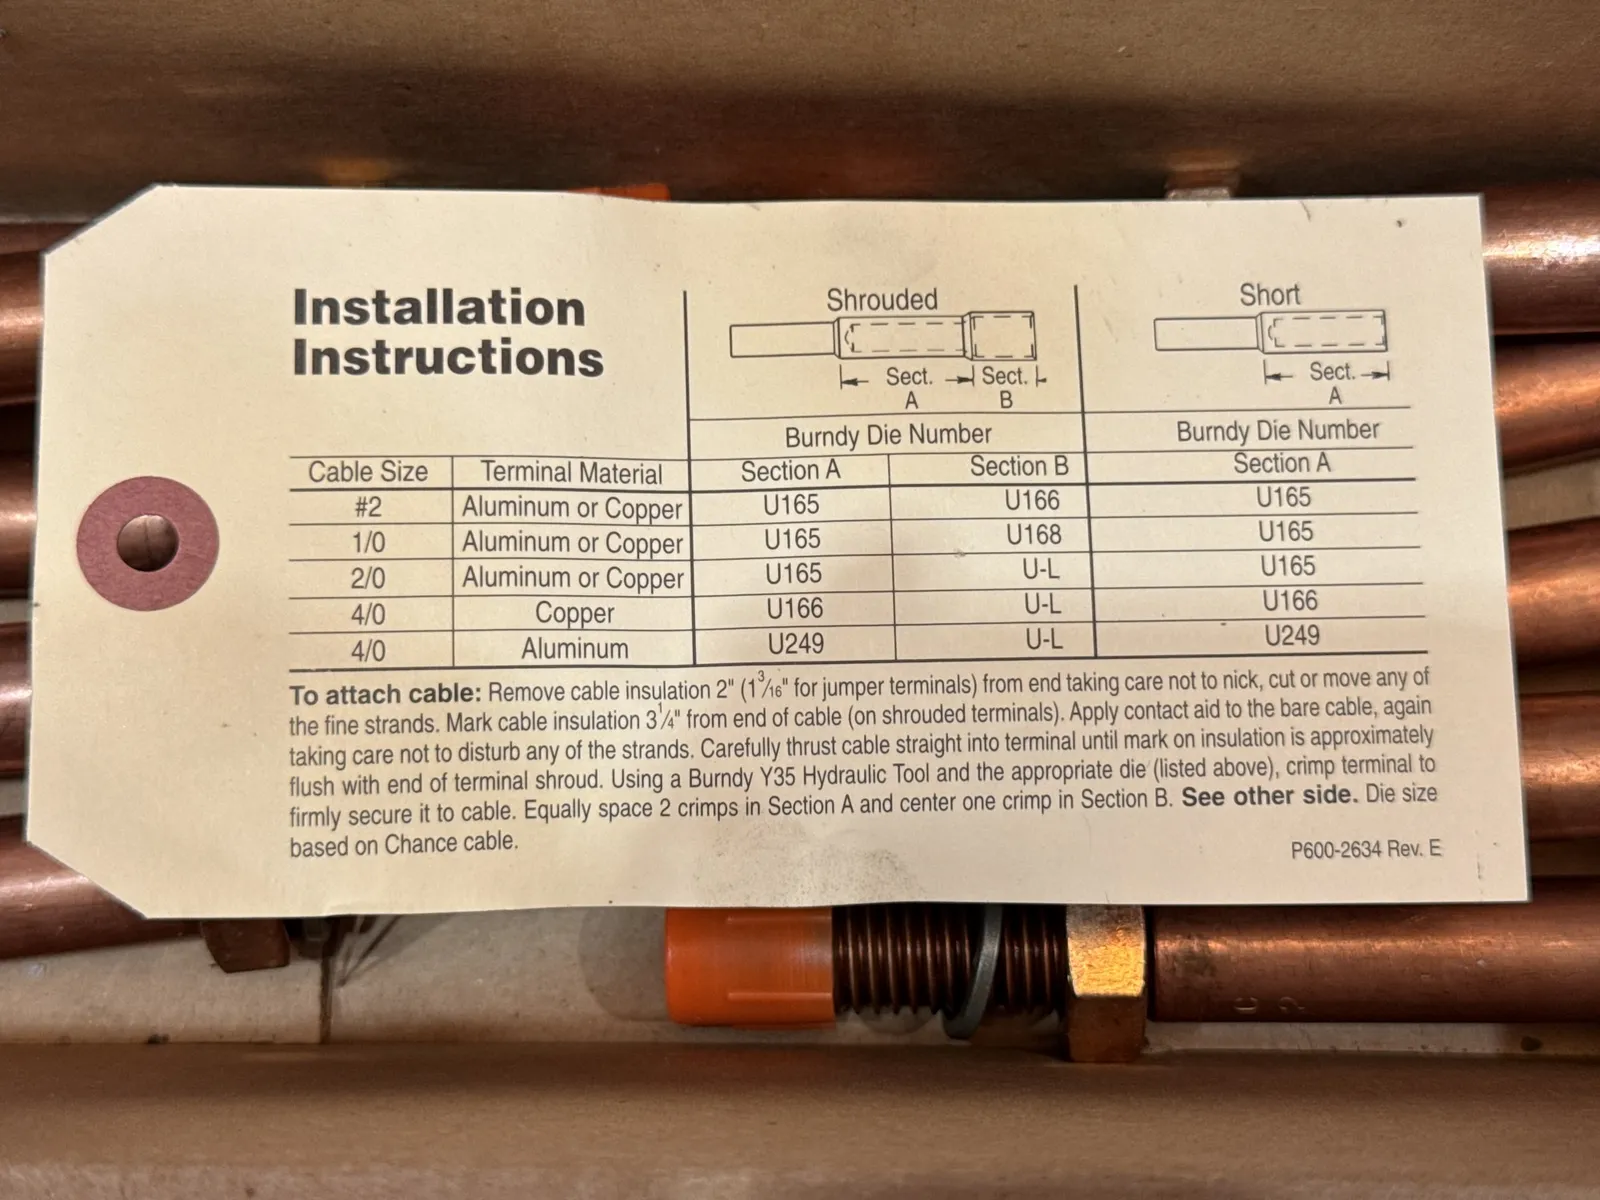 Installation
Instructions
Shrouded
Short
Sect. A
Sect. B
Sect. A
Burndy Die Number
Burndy Die Number
Cable Size Terminal Material Section A Section B Section A
#2 Aluminum or Copper U165 U166 U165
1/0 Aluminum or Copper U165 U168 U165
2/0 Aluminum or Copper U165 U-L U165
4/0 Copper U166 U-L U166
4/0 Aluminum U249 U-L U249
To attach cable: Remove cable insulation 2" (1 3/16" for jumper terminals) from end taking care not to nick, cut or move any of
the fine strands. Mark cable insulation 3 1/4" from end of cable (on shrouded terminals). Apply contact aid to the bare cable, again
taking care not to disturb any of the strands. Carefully thrust cable straight into terminal until mark on insulation is approximately
flush with end of terminal shroud. Using a Burndy Y35 Hydraulic Tool and the appropriate die (listed above), crimp terminal to
firmly secure it to cable. Equally space 2 crimps in Section A and center one crimp in Section B. See other side. Die size
based on Chance cable.
P600-2634 Rev. E
C 2